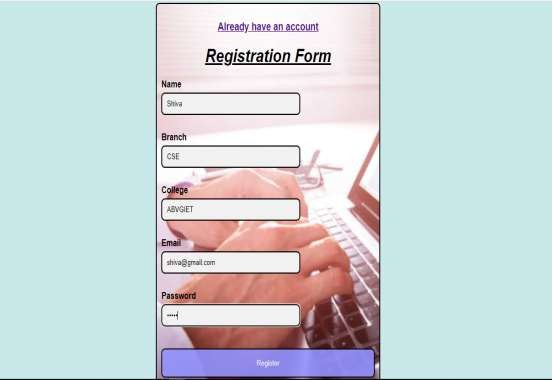 Already have an account
Registration Form
Name
Shiva
Branch
CSE
College
ABVGIET
Email
shiva@gmail.com
Password
•••••
Register